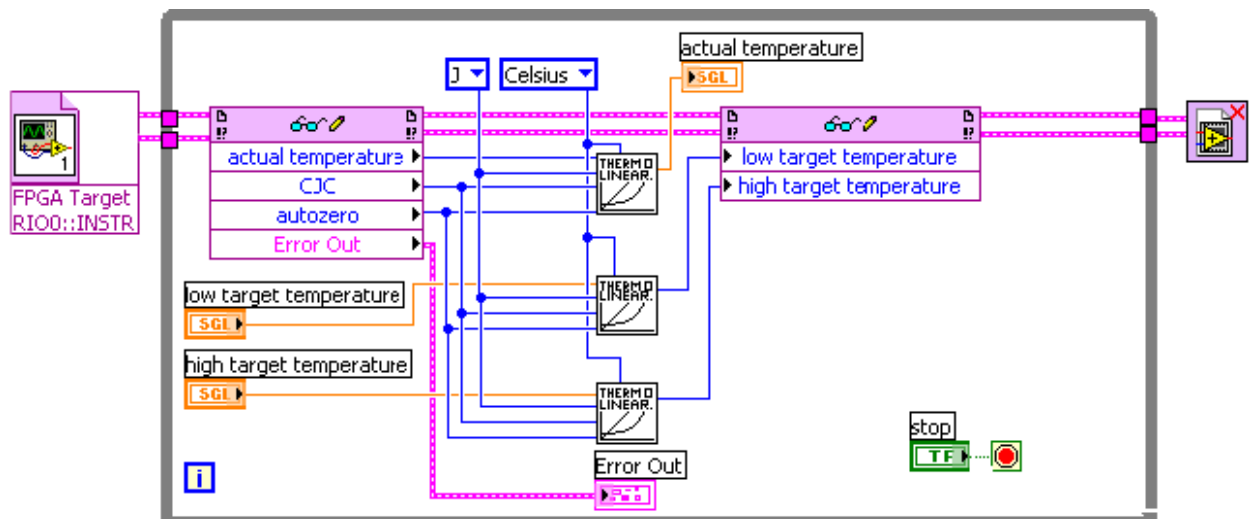 actual temperature
J
Celsius
SGL
1
FPGA Target
RIO0::INSTR
!?
!?
!?
!?
actual temperature
CJC
autozero
Error Out
THERMO
LINEAR.
low target temperature
high target temperature
low target temperature
SGL
THERMO
LINEAR.
high target temperature
SGL
THERMO
LINEAR.
stop
TF
Error Out
i